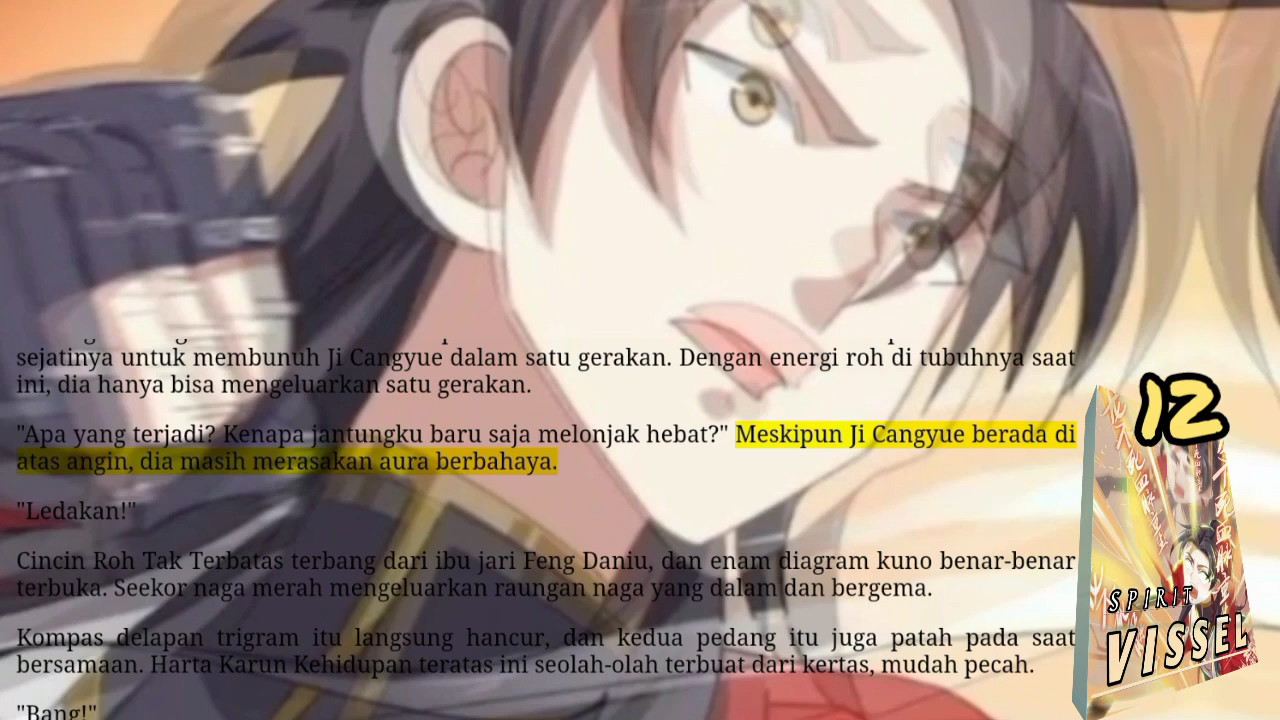 sejatinya untuk membunuh Ji Cangyue dalam satu gerakan. Dengan energi roh di tubuhnya saat
ini, dia hanya bisa mengeluarkan satu gerakan.
"Apa yang terjadi? Kenapa jantungku baru saja melonjak hebat?" Meskipun Ji Cangyue berada di
atas angin, dia masih merasakan aura berbahaya.
"Ledakan!"
Cincin Roh Tak Terbatas terbang dari ibu jari Feng Daniu, dan enam diagram kuno benar-benar
terbuka. Seekor naga merah mengeluarkan raungan naga yang dalam dan bergema.
Kompas delapan trigram itu langsung hancur, dan kedua pedang itu juga patah pada saat
bersamaan. Harta Karun Kehidupan teratas ini seolah-olah terbuat dari kertas, mudah pecah.
"Bang!"
12
SPIRIT
VISSEL